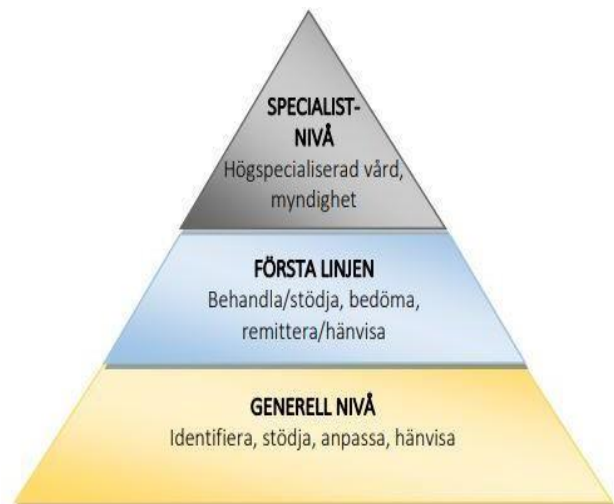 SPECIALIST-
NIVÅ
Högspecialiserad vård,
myndighet
FÖRSTA LINJEN
Behandla/stödja, bedöma,
remittera/hänvisa
GENERELL NIVÅ
Identifiera, stödja, anpassa, hänvisa